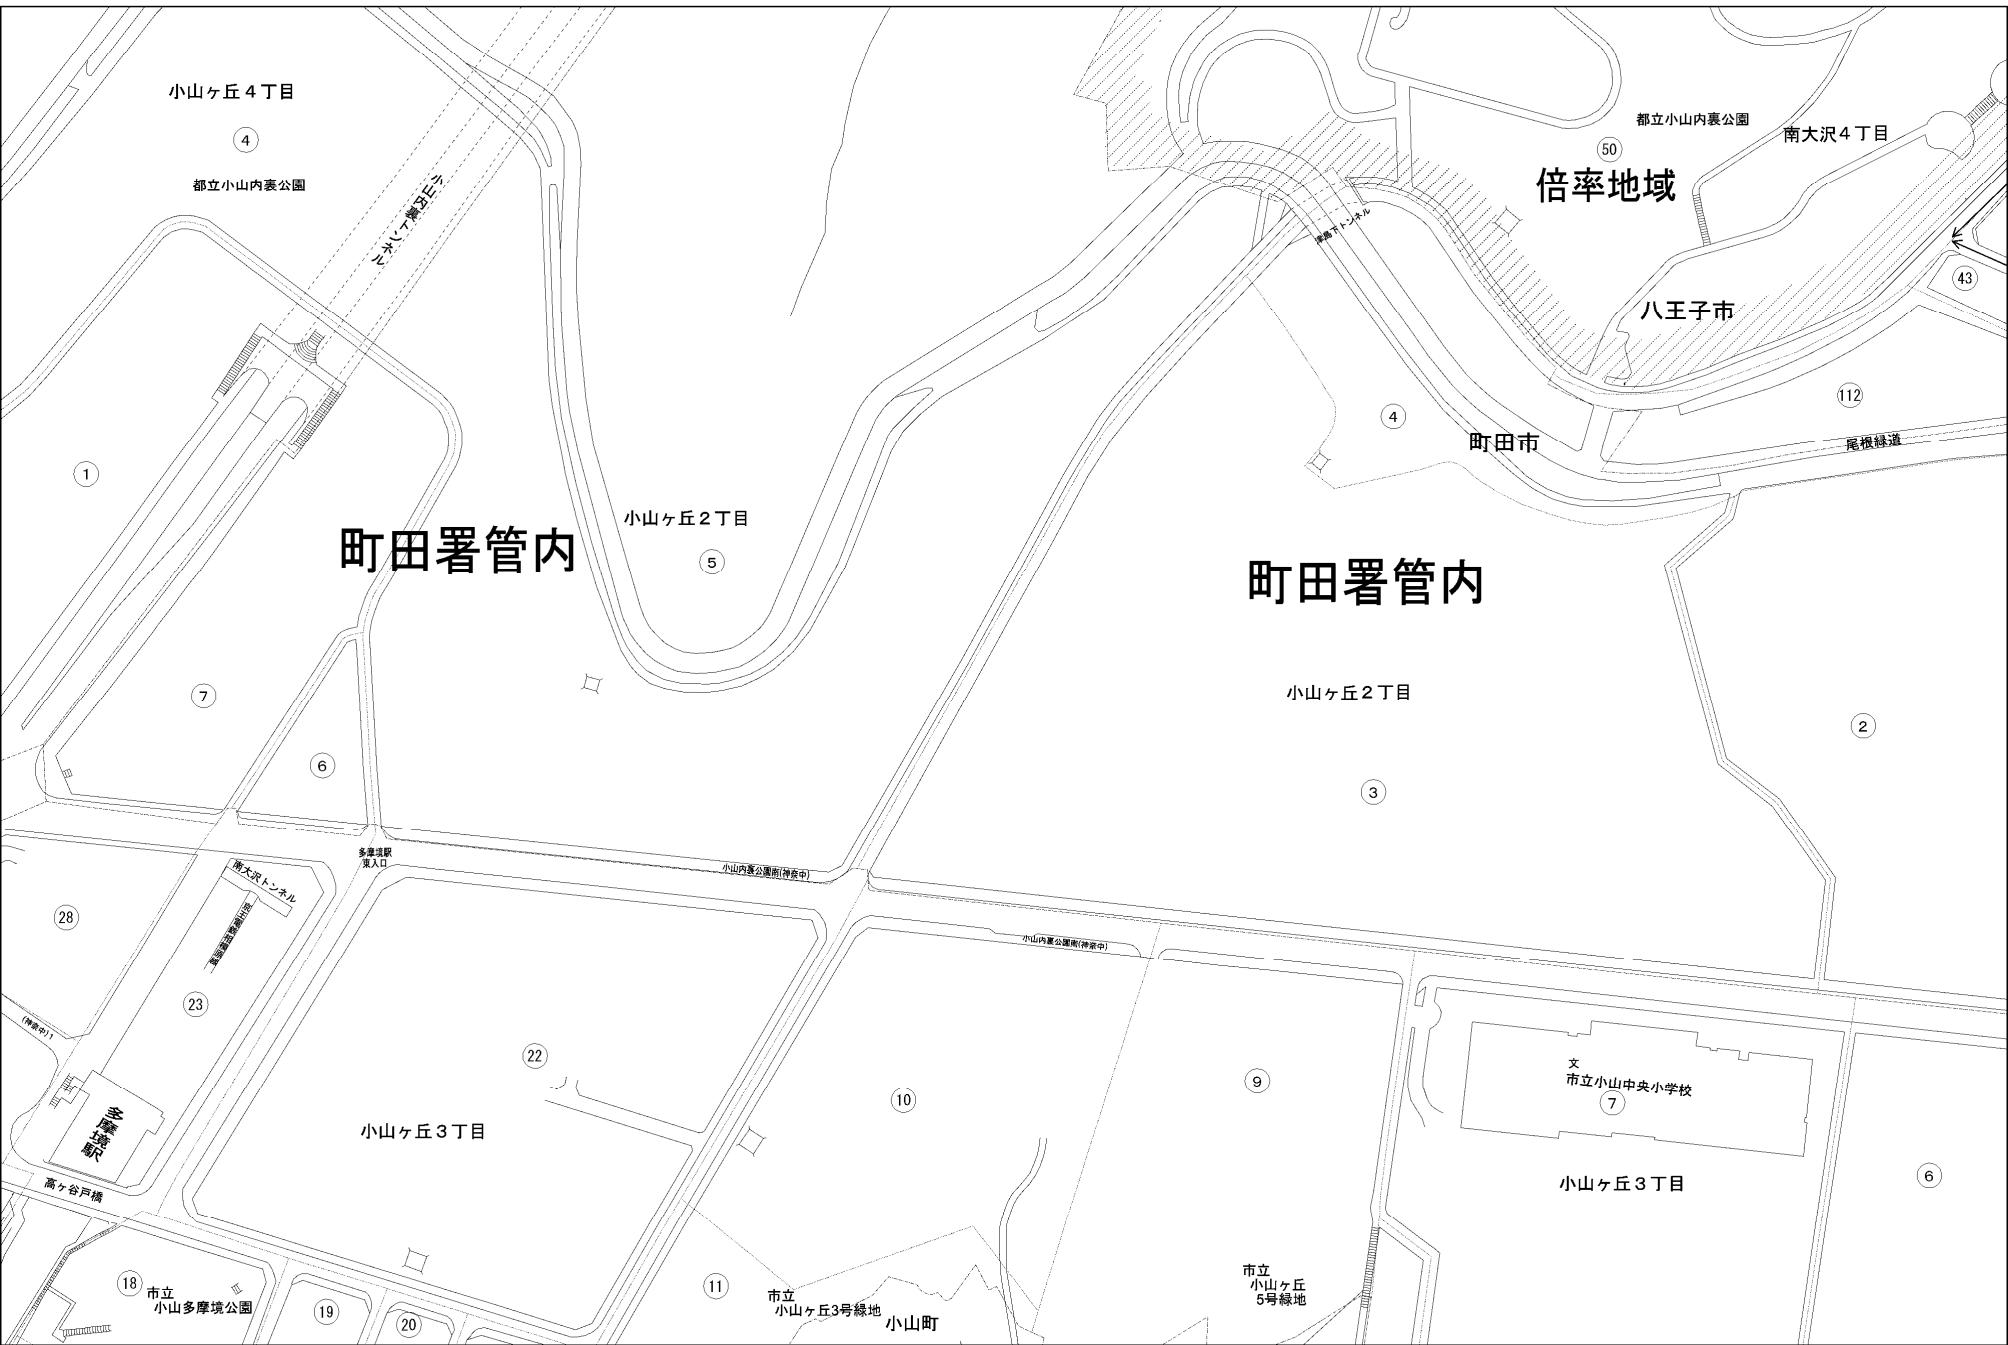 小山ヶ丘４丁目
4
都立小山内裏公園
小山内裏トンネル
都立小山内裏公園
50
南大沢４丁目
倍率地域
43
八王子市
112
4
町田市
尾根緑道
1
小山ヶ丘２丁目
町田署管内
5
町田署管内
7
小山ヶ丘２丁目
2
6
3
多摩境駅
東入口
小山内裏公園南(神奈中)
南大沢トンネル
28
小山内裏公園南(神奈中)
23
(神奈中)1
22
10
9
文
市立小山中央小学校
7
多摩境駅
小山ヶ丘３丁目
高ヶ谷戸橋
小山ヶ丘３丁目
6
18
市立
小山多摩境公園
19
20
11
市立
小山ヶ丘3号緑地
小山町
市立
小山ヶ丘
5号緑地